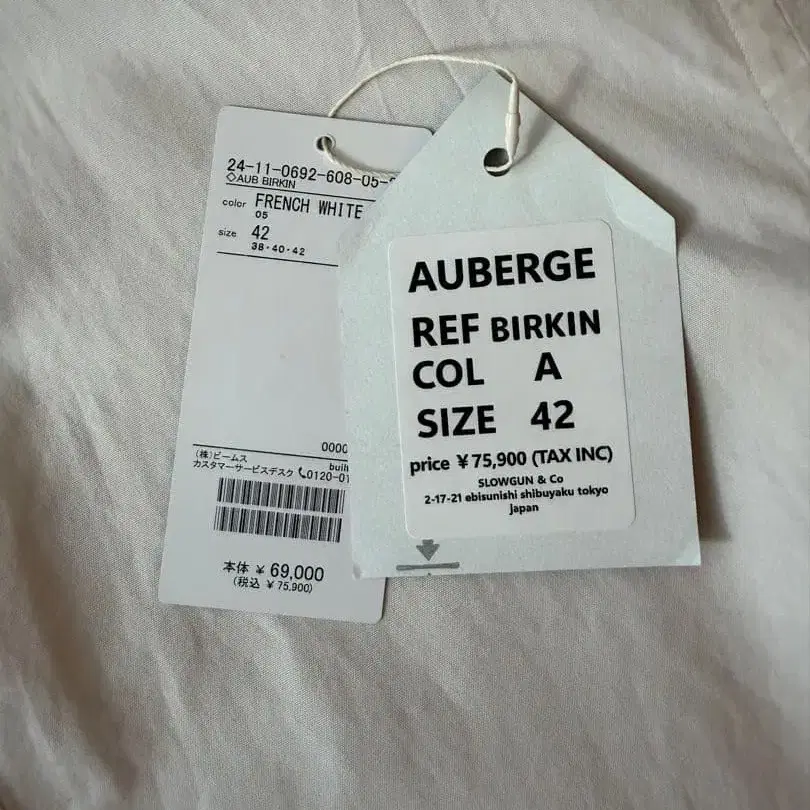 24-11-0692-608-05-
◇AUB BIRKIN
color FRENCH WHITE
05
size 42
38・40・42
0000
(株)ビームス
カスタマーサービスデスク 0120-01
本体 ¥ 69,000
(税込 ¥ 75,900)
AUBERGE
REF BIRKIN
COL A
SIZE 42
price ¥75,900 (TAX INC)
SLOWGUN & Co
2-17-21 ebisunishi shibuyaku tokyo
japan